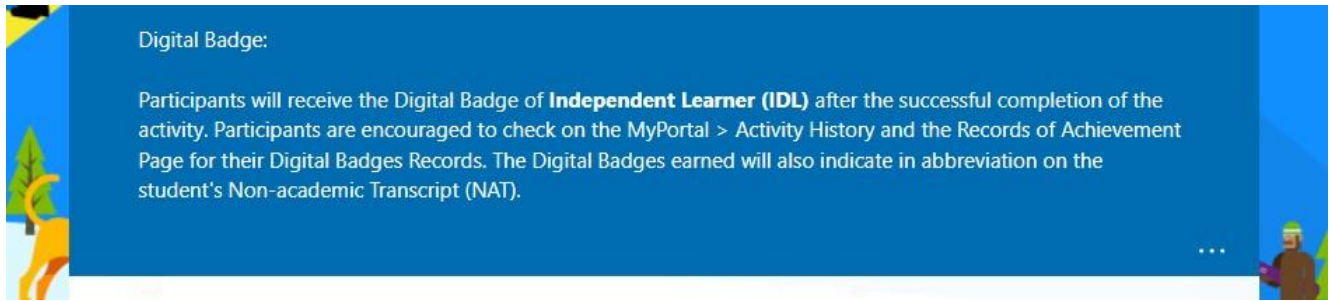 Digital Badge:
Participants will receive the Digital Badge of Independent Learner (IDL) after the successful completion of the
activity. Participants are encouraged to check on the MyPortal > Activity History and the Records of Achievement
Page for their Digital Badges Records. The Digital Badges earned will also indicate in abbreviation on the
student's Non-academic Transcript (NAT).